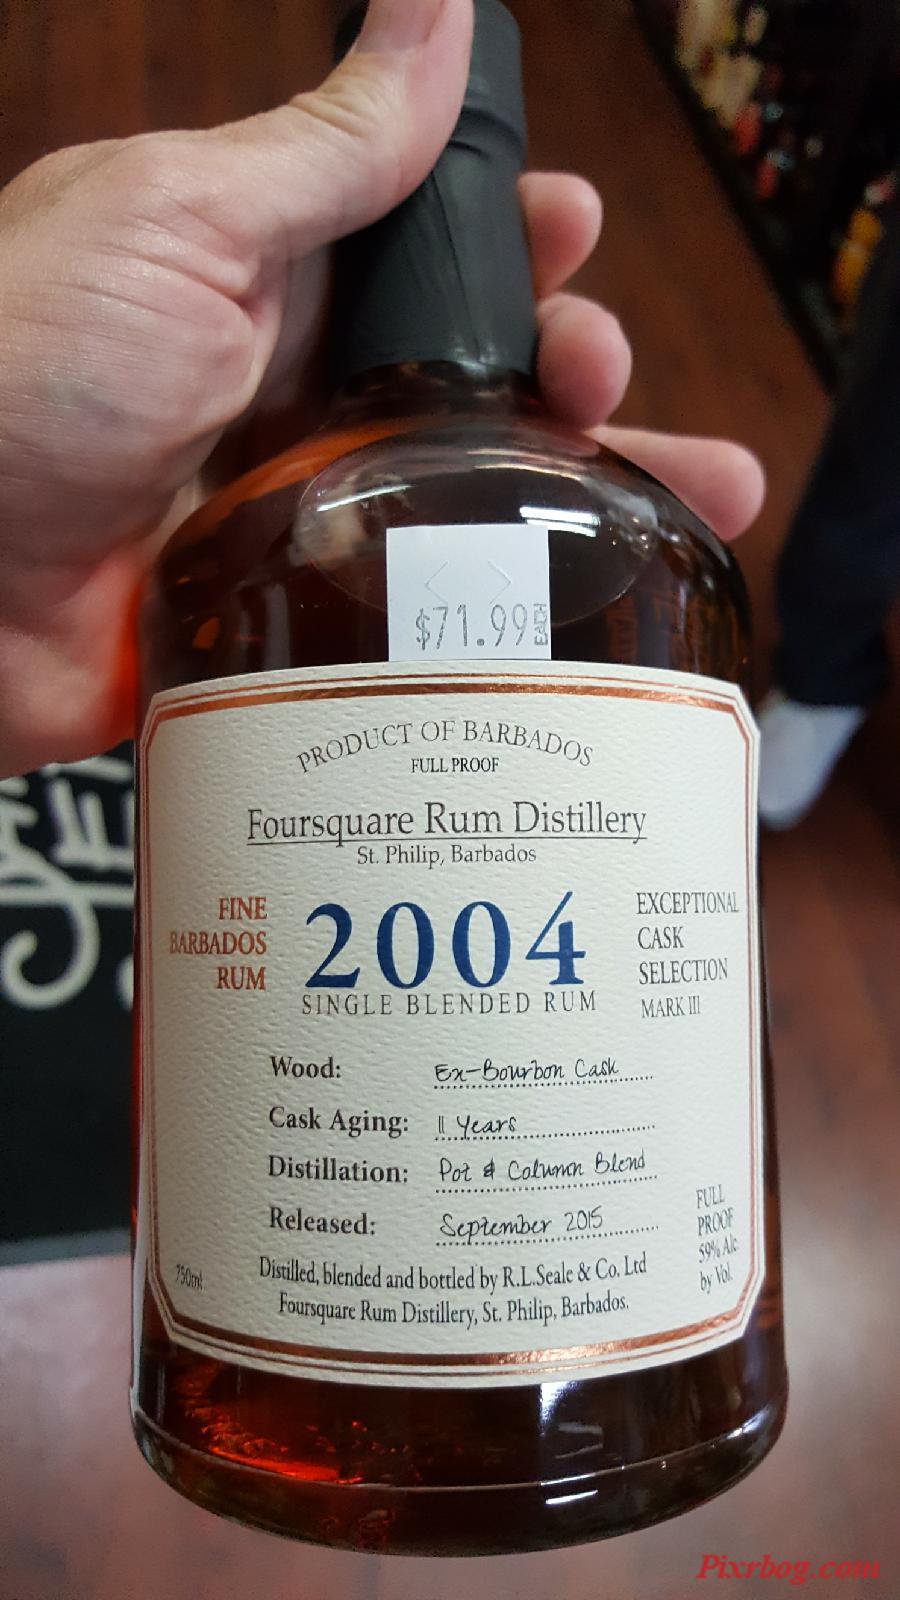 $71.99 EACH
PRODUCT OF BARBADOS
FULL PROOF
Foursquare Rum Distillery
St. Philip, Barbados
FINE
BARBADOS
RUM
2004
SINGLE BLENDED RUM
EXCEPTIONAL
CASK
SELECTION
MARK III
Wood: Ex-Bourbon Cask
Cask Aging: 11 Years
Distillation: Pot & Column Blend
Released: September 2015
FULL
PROOF
59% Alc.
by Vol.
750ml
Distilled, blended and bottled by R.L.Seale & Co. Ltd
Foursquare Rum Distillery, St. Philip, Barbados.
Pixrbog.com